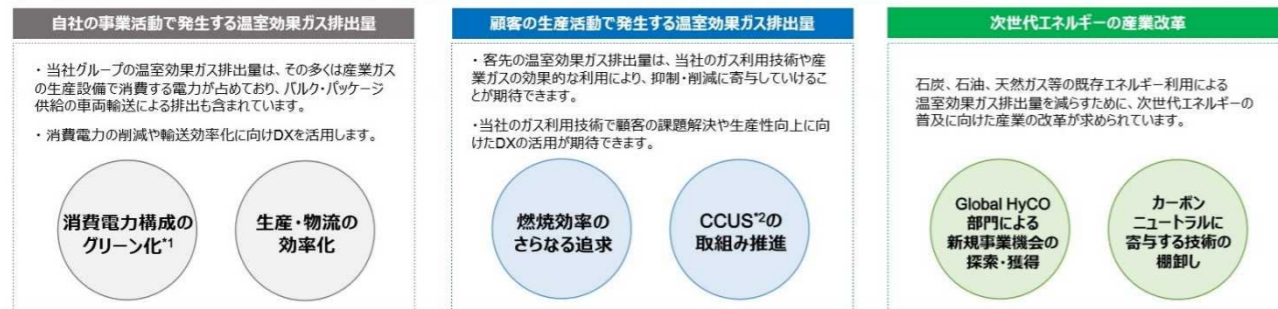 自社の事業活動で発生する温室効果ガス排出量
・当社グループの温室効果ガス排出量は、その多くは産業ガス
の生産設備で消費する電力が占めており、バルク・パッケージ
供給の車両輸送による排出も含まれています。
・消費電力の削減や輸送効率化に向けDXを活用します。
消費電力構成の
グリーン化*1
生産・物流の
効率化
顧客の生産活動で発生する温室効果ガス排出量
・客先の温室効果ガス排出量は、当社のガス利用技術や産
業ガスの効果的な利用により、抑制・削減に寄与していけるこ
とが期待できます。
・当社のガス利用技術で顧客の課題解決や生産性向上に向
けたDXの活用が期待できます。
燃焼効率の
さらなる追求
CCUS*2の
取組み推進
次世代エネルギーの産業改革
石炭、石油、天然ガス等の既存エネルギー利用による
温室効果ガス排出量を減らすために、次世代エネルギーの
普及に向けた産業の改革が求められています。
Global HyCO
部門による
新規事業機会の
探索・獲得
カーボン
ニュートラルに
寄与する技術の
棚卸し